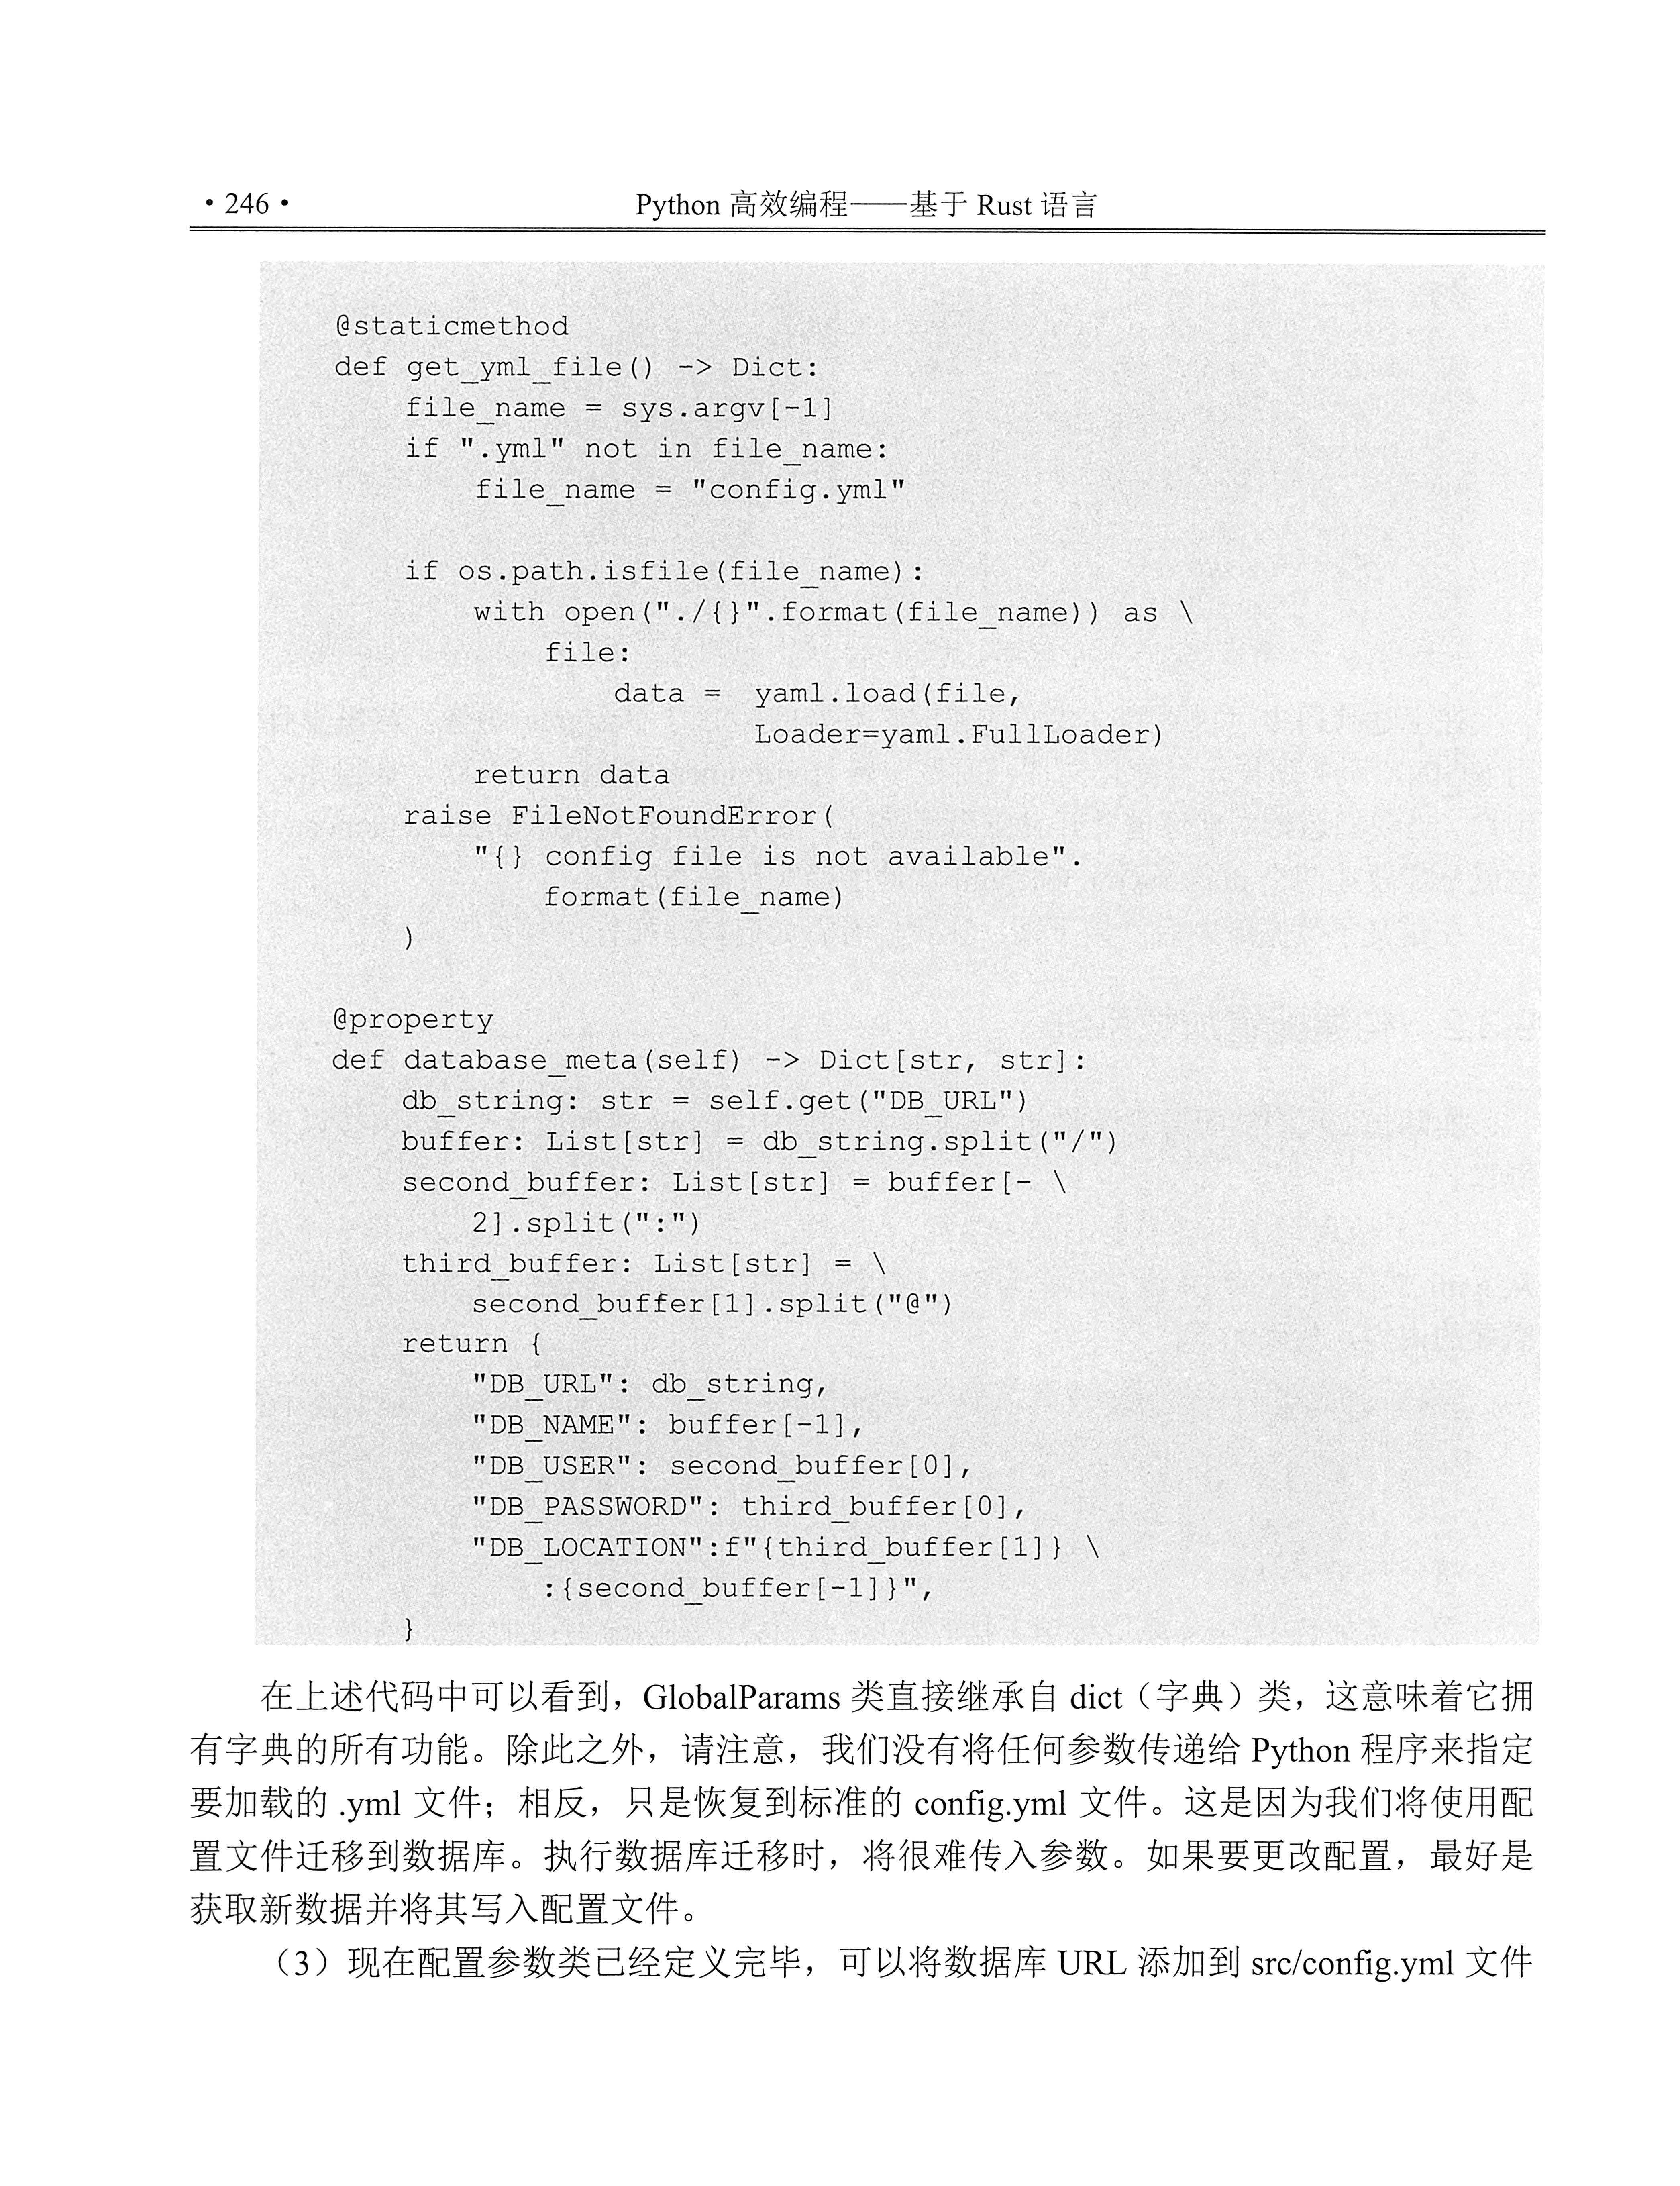 • 246 •
Python 高效编程——基于 Rust 语言
@staticmethod
def get_yml_file() -> Dict:
    file_name = sys.argv[-1]
    if ".yml" not in file_name:
        file_name = "config.yml"

    if os.path.isfile(file_name):
        with open("./{}".format(file_name)) as \
            file:
                data =  yaml.load(file,
                        Loader=yaml.FullLoader)
        return data
    raise FileNotFoundError(
        "{} config file is not available".
            format(file_name)
    )

@property
def database_meta(self) -> Dict[str, str]:
    db_string: str = self.get("DB_URL")
    buffer: List[str] = db_string.split("/")
    second_buffer: List[str] = buffer[- \
        2].split(":")
    third_buffer: List[str] = \
        second_buffer[1].split("@")
    return {
        "DB_URL": db_string,
        "DB_NAME": buffer[-1],
        "DB_USER": second_buffer[0],
        "DB_PASSWORD": third_buffer[0],
        "DB_LOCATION":f"{third_buffer[1]} \
            :{second_buffer[-1]}",
    }
在上述代码中可以看到，GlobalParams 类直接继承自 dict（字典）类，这意味着它拥
有字典的所有功能。除此之外，请注意，我们没有将任何参数传递给 Python 程序来指定
要加载的 .yml 文件；相反，只是恢复到标准的 config.yml 文件。这是因为我们将使用配
置文件迁移到数据库。执行数据库迁移时，将很难传入参数。如果要更改配置，最好是
获取新数据并将其写入配置文件。
（3）现在配置参数类已经定义完毕，可以将数据库 URL 添加到 src/config.yml 文件